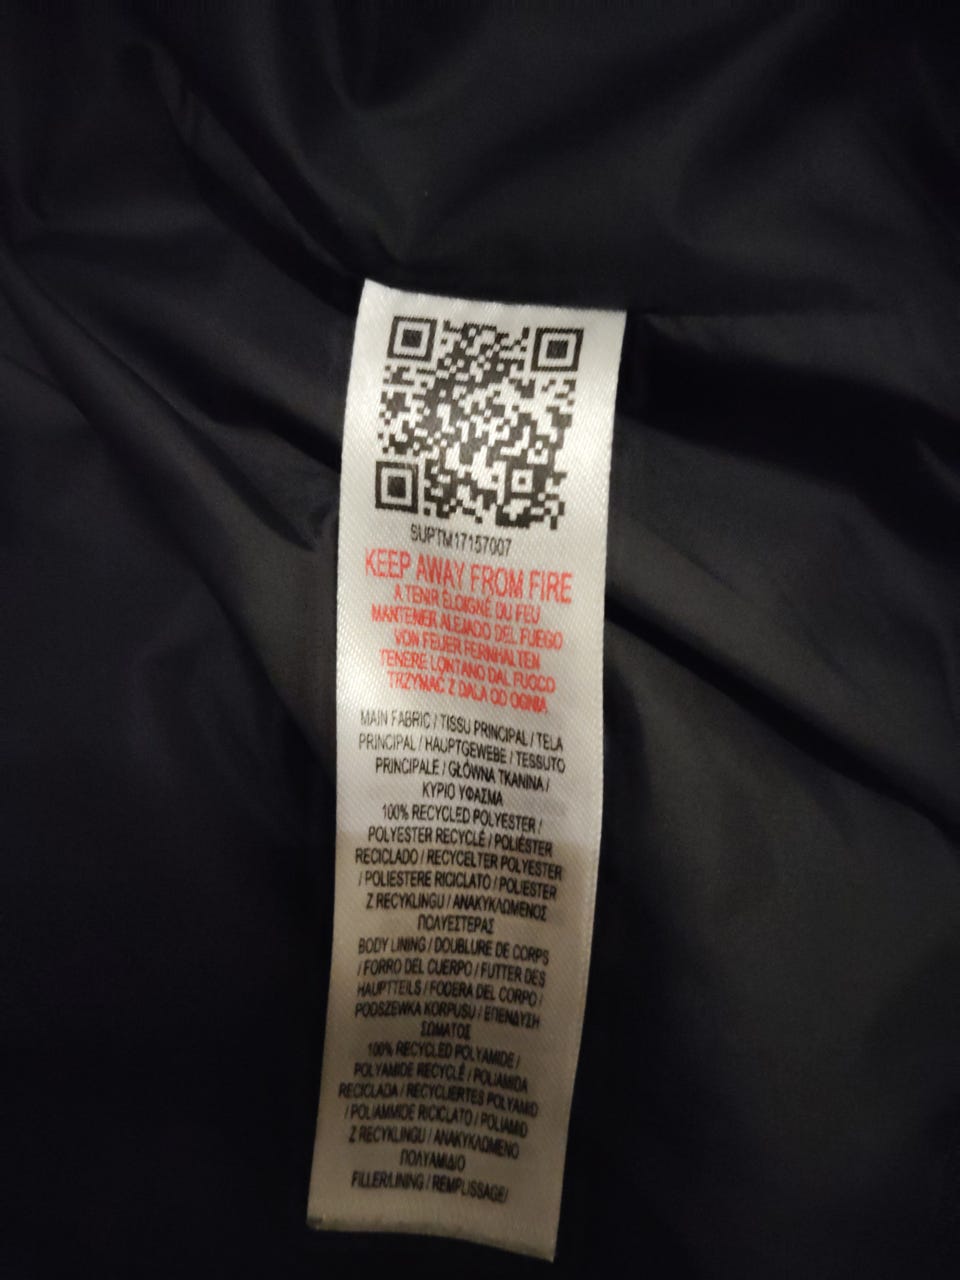 SUPTM17157007
KEEP AWAY FROM FIRE
A TENIR ÉLOIGNÉ DU FEU
MANTENER ALEJADO DEL FUEGO
VON FEUER FERNHALTEN
TENERE LONTANO DAL FUOCO
TRZYMAĆ Z DALA OD OGNIA
MAIN FABRIC / TISSU PRINCIPAL / TELA
PRINCIPAL / HAUPTGEWEBE / TESSUTO
PRINCIPALE / GŁÓWNA TKANINA /
ΚΥΡΙΟ ΥΦΑΣΜΑ
100% RECYCLED POLYESTER /
POLYESTER RECYCLÉ / POLIÉSTER
RECICLADO / RECYCELTER POLYESTER
/ POLIESTERE RICICLATO / POLIESTER
Z RECYKLINGU / ΑΝΑΚΥΚΛΩΜΕΝΟΣ
ΠΟΛΥΕΣΤΕΡΑΣ
BODY LINING / DOUBLURE DE CORPS
/ FORRO DEL CUERPO / FUTTER DES
HAUPTTEILS / FODERA DEL CORPO /
PODSZEWKA KORPUSU / ΕΠΕΝΔΥΣΗ
ΣΩΜΑΤΟΣ
100% RECYCLED POLYAMIDE /
POLYAMIDE RECYCLÉ / POLIAMIDA
RECICLADA / RECYCLIERTES POLYAMID
/ POLIAMMIDE RICICLATO / POLIAMID
Z RECYKLINGU / ΑΝΑΚΥΚΛΩΜΕΝΟ
ΠΟΛΥΑΜΙΔΙΟ
FILLER/LINING / REMPLISSAGE/